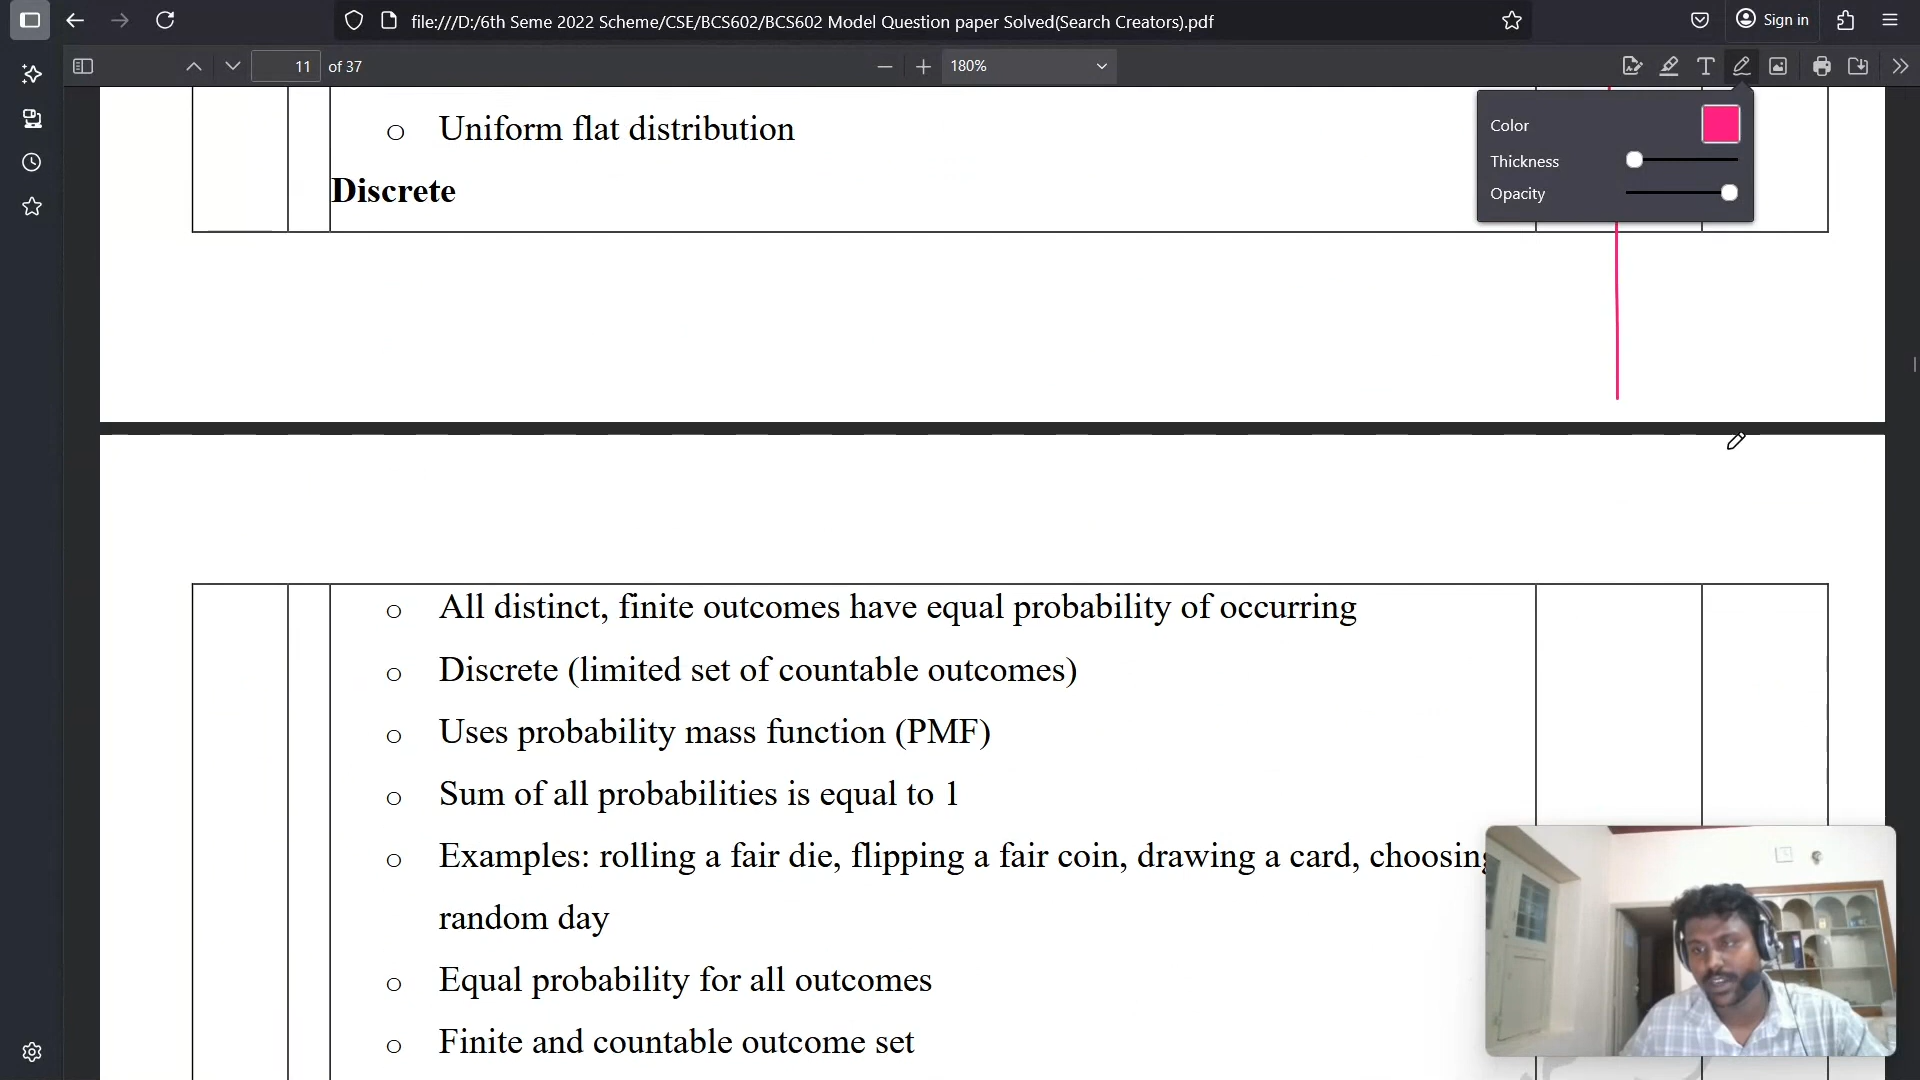 file:///D:/6th Seme 2022 Scheme/CSE/BCS602/BCS602 Model Question paper Solved(Search Creators).pdf
Sign in
11 of 37
180%
Color
Thickness
Opacity
o Uniform flat distribution
Discrete
o All distinct, finite outcomes have equal probability of occurring
o Discrete (limited set of countable outcomes)
o Uses probability mass function (PMF)
o Sum of all probabilities is equal to 1
o Examples: rolling a fair die, flipping a fair coin, drawing a card, choosing
random day
o Equal probability for all outcomes
o Finite and countable outcome set